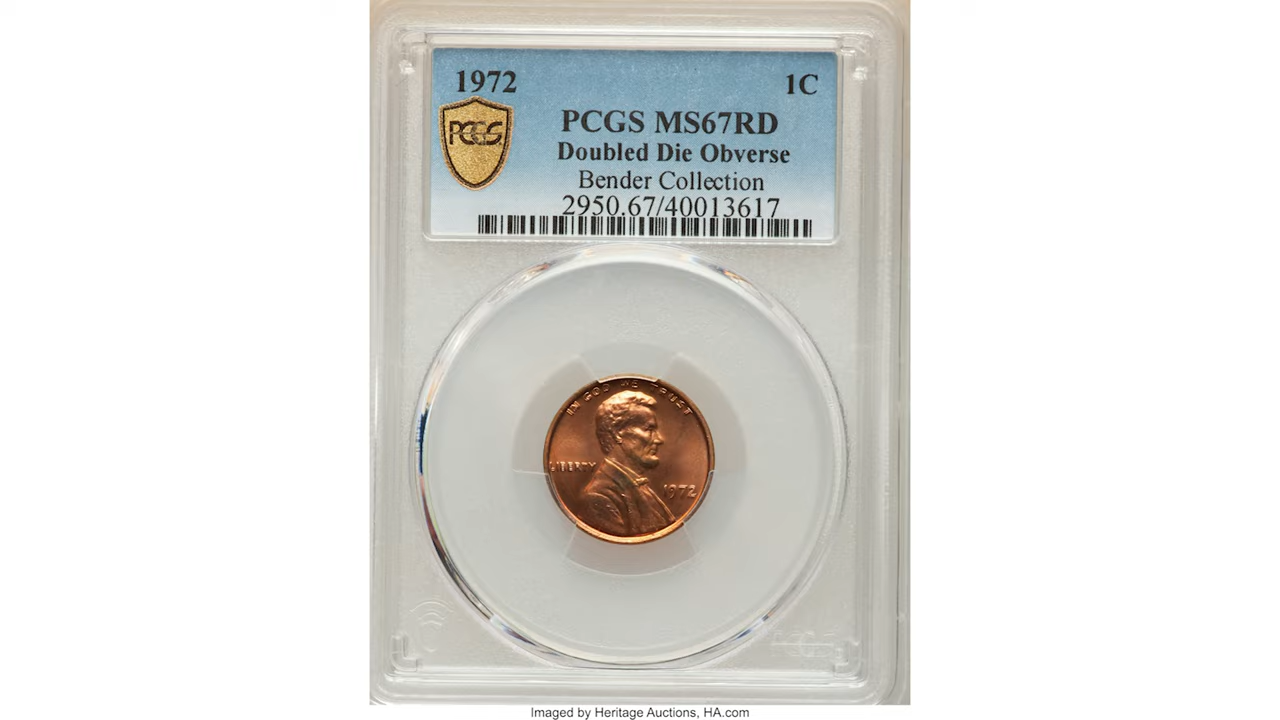 1972 1C
PCGS
PCGS MS67RD
Doubled Die Obverse
Bender Collection
2950.67/40013617
IN GOD WE TRUST
LIBERTY
1972
PCGS
Imaged by Heritage Auctions, HA.com